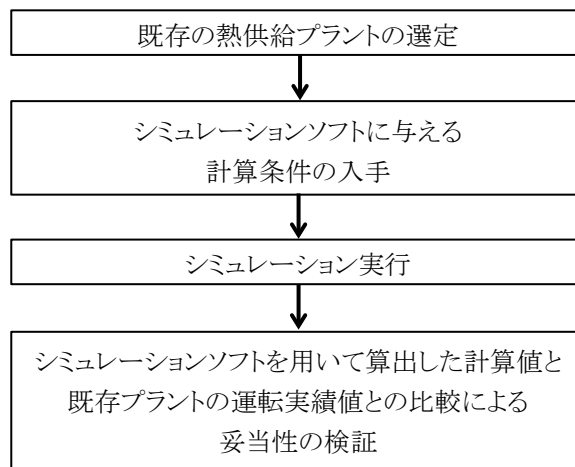 既存の熱供給プラントの選定
シミュレーションソフトに与える
計算条件の入手
シミュレーション実行
シミュレーションソフトを用いて算出した計算値と
既存プラントの運転実績値との比較による
妥当性の検証